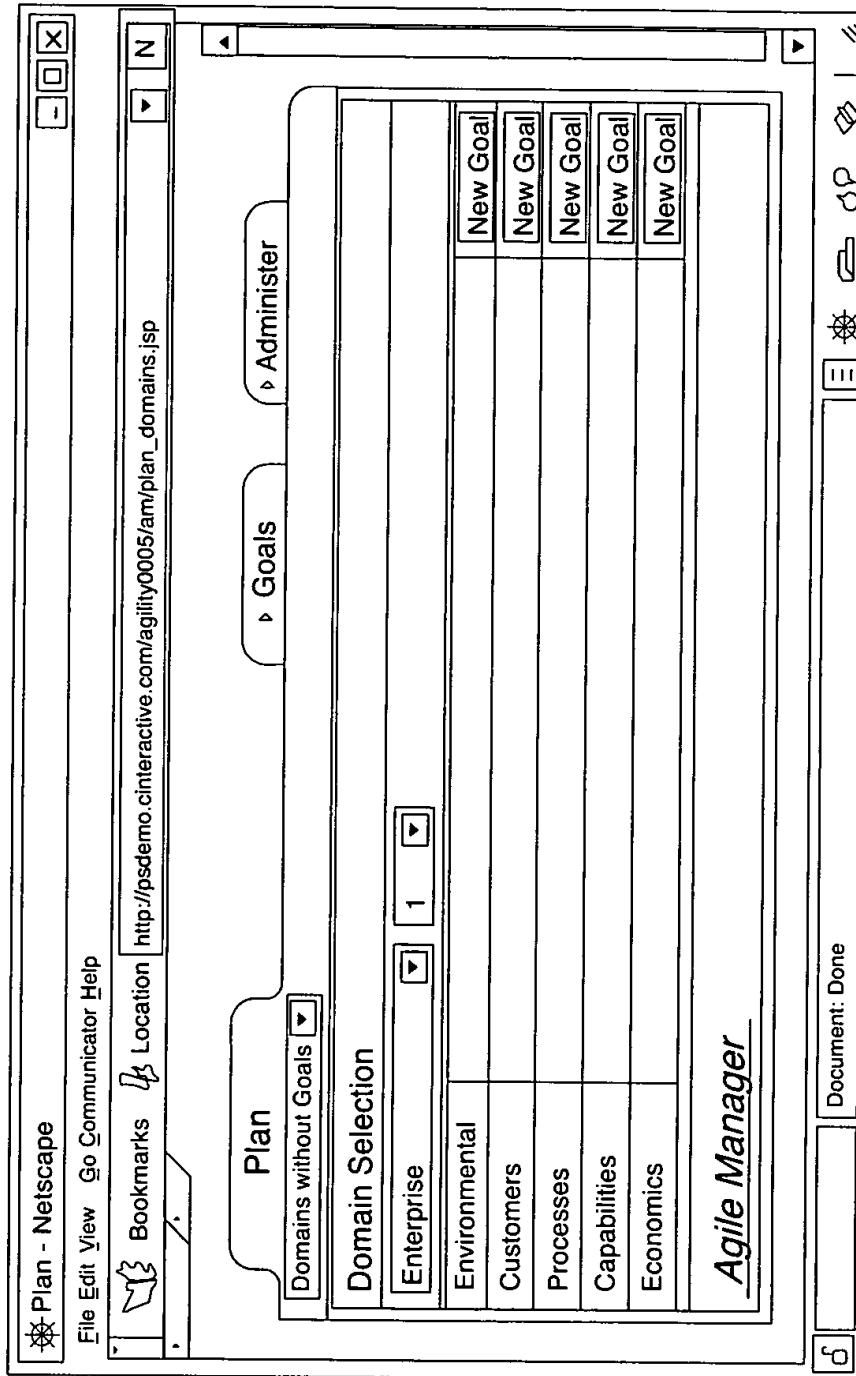 Plan - Netscape
File Edit View Go Communicator Help
Bookmarks Location http://psdemo.cinteractive.com/agility0005/am/plan_domains.jsp N
Plan Goals Administer
Domains without Goals
Domain Selection
Enterprise 1
Environmental New Goal
Customers New Goal
Processes New Goal
Capabilities New Goal
Economics New Goal
Agile Manager
Document: Done